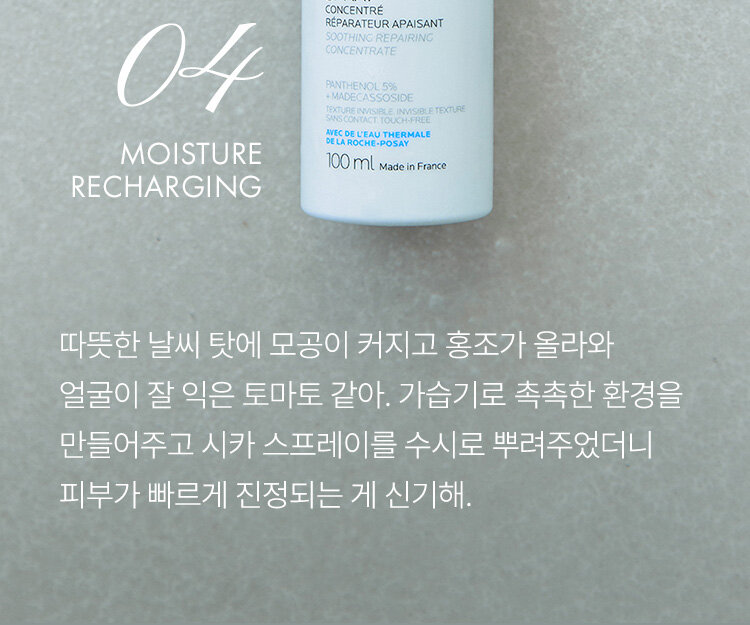 04
MOISTURE
RECHARGING
CONCENTRÉ
RÉPARATEUR APAISANT
SOOTHING REPAIRING
CONCENTRATE
PANTHENOL 5%
+ MADECASSOSIDE
TEXTURE INVISIBLE. INVISIBLE TEXTURE
SANS CONTACT. TOUCH-FREE
AVEC DE L'EAU THERMALE
DE LA ROCHE-POSAY
100 ml Made in France
따뜻한 날씨 탓에 모공이 커지고 홍조가 올라와
얼굴이 잘 익은 토마토 같아. 가습기로 촉촉한 환경을
만들어주고 시카 스프레이를 수시로 뿌려주었더니
피부가 빠르게 진정되는 게 신기해.